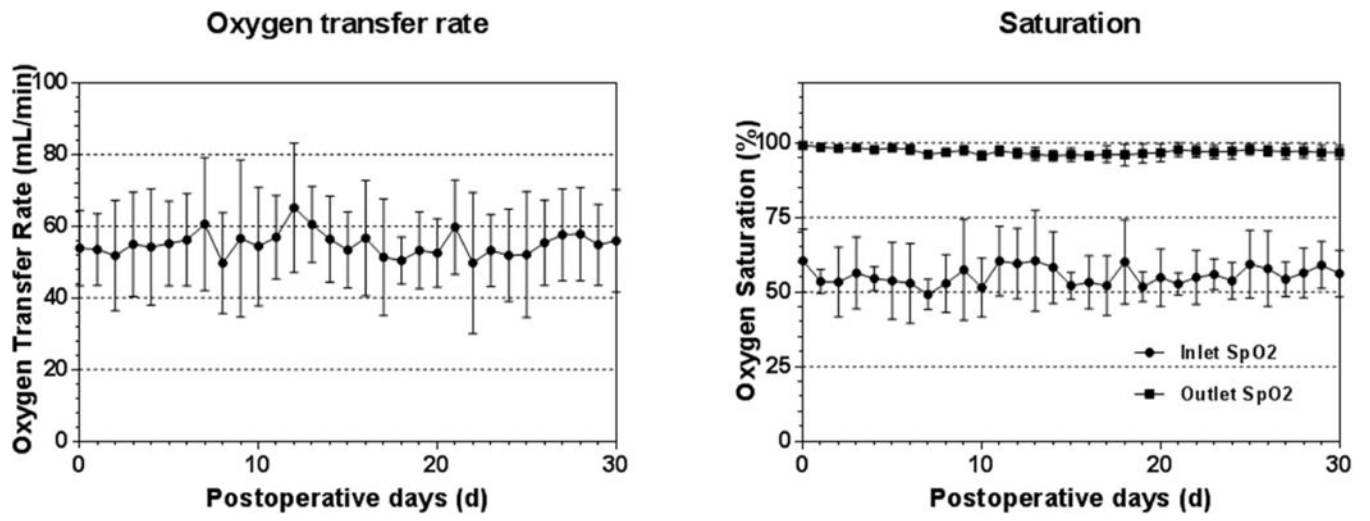 Oxygen transfer rate
Oxygen Transfer Rate (mL/min)
100
80
60
40
20
0
0 10 20 30
Postoperative days (d)
Saturation
Oxygen Saturation (%)
100
75
50
25
0
Inlet SpO2
Outlet SpO2
0 10 20 30
Postoperative days (d)